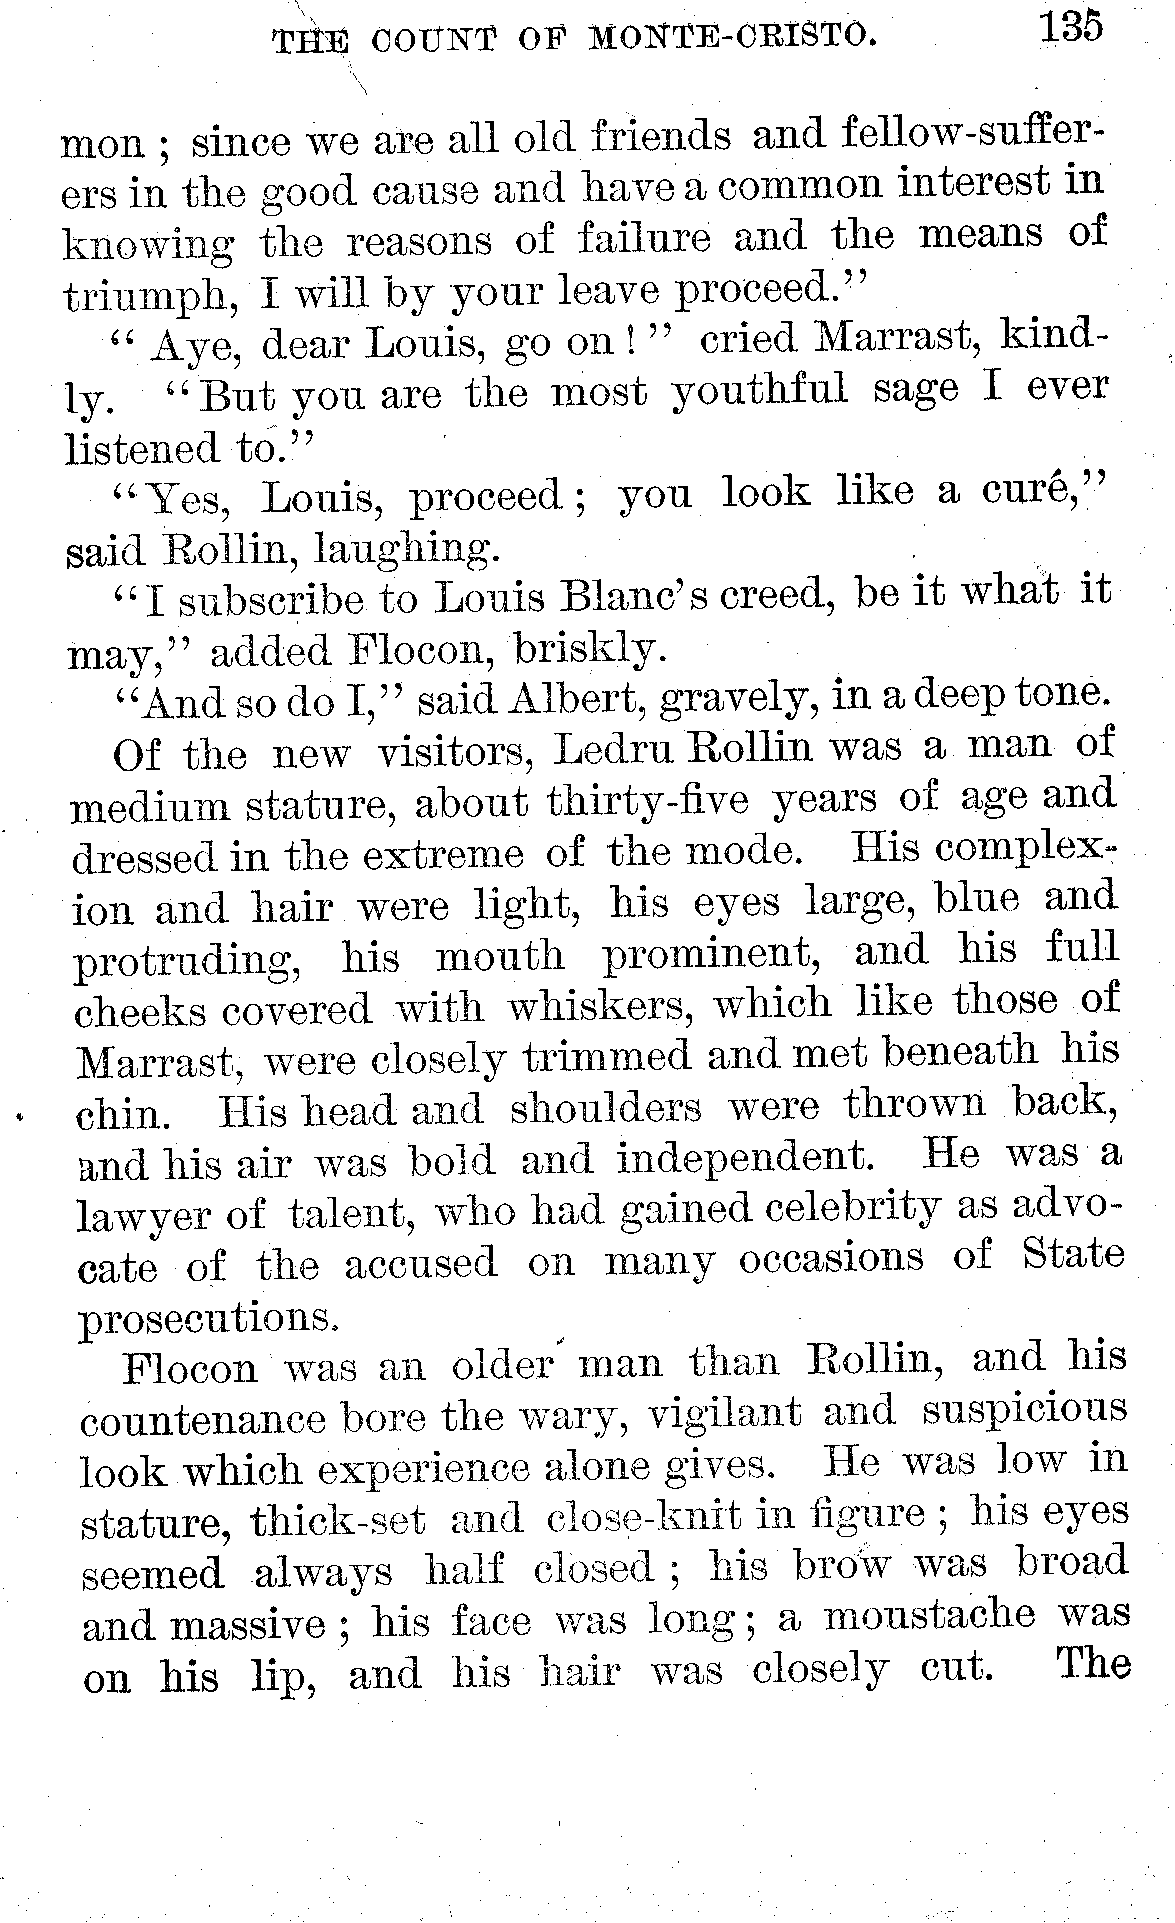 THE COUNT OF MONTE-CRISTO. 135
mon ; since we are all old friends and fellow-suffer-
ers in the good cause and have a common interest in
knowing the reasons of failure and the means of
triumph, I will by your leave proceed."
" Aye, dear Louis, go on ! " cried Marrast, kind-
ly. "But you are the most youthful sage I ever
listened to."
"Yes, Louis, proceed ; you look like a curé,"
said Rollin, laughing.
"I subscribe to Louis Blanc's creed, be it what it
may," added Flocon, briskly.
"And so do I," said Albert, gravely, in a deep tone.
Of the new visitors, Ledru Rollin was a man of
medium stature, about thirty-five years of age and
dressed in the extreme of the mode. His complex-
ion and hair were light, his eyes large, blue and
protruding, his mouth prominent, and his full
cheeks covered with whiskers, which like those of
Marrast, were closely trimmed and met beneath his
chin. His head and shoulders were thrown back,
and his air was bold and independent. He was a
lawyer of talent, who had gained celebrity as advo-
cate of the accused on many occasions of State
prosecutions.
Flocon was an older man than Rollin, and his
countenance bore the wary, vigilant and suspicious
look which experience alone gives. He was low in
stature, thick-set and close-knit in figure ; his eyes
seemed always half closed ; his brow was broad
and massive ; his face was long ; a moustache was
on his lip, and his hair was closely cut. The